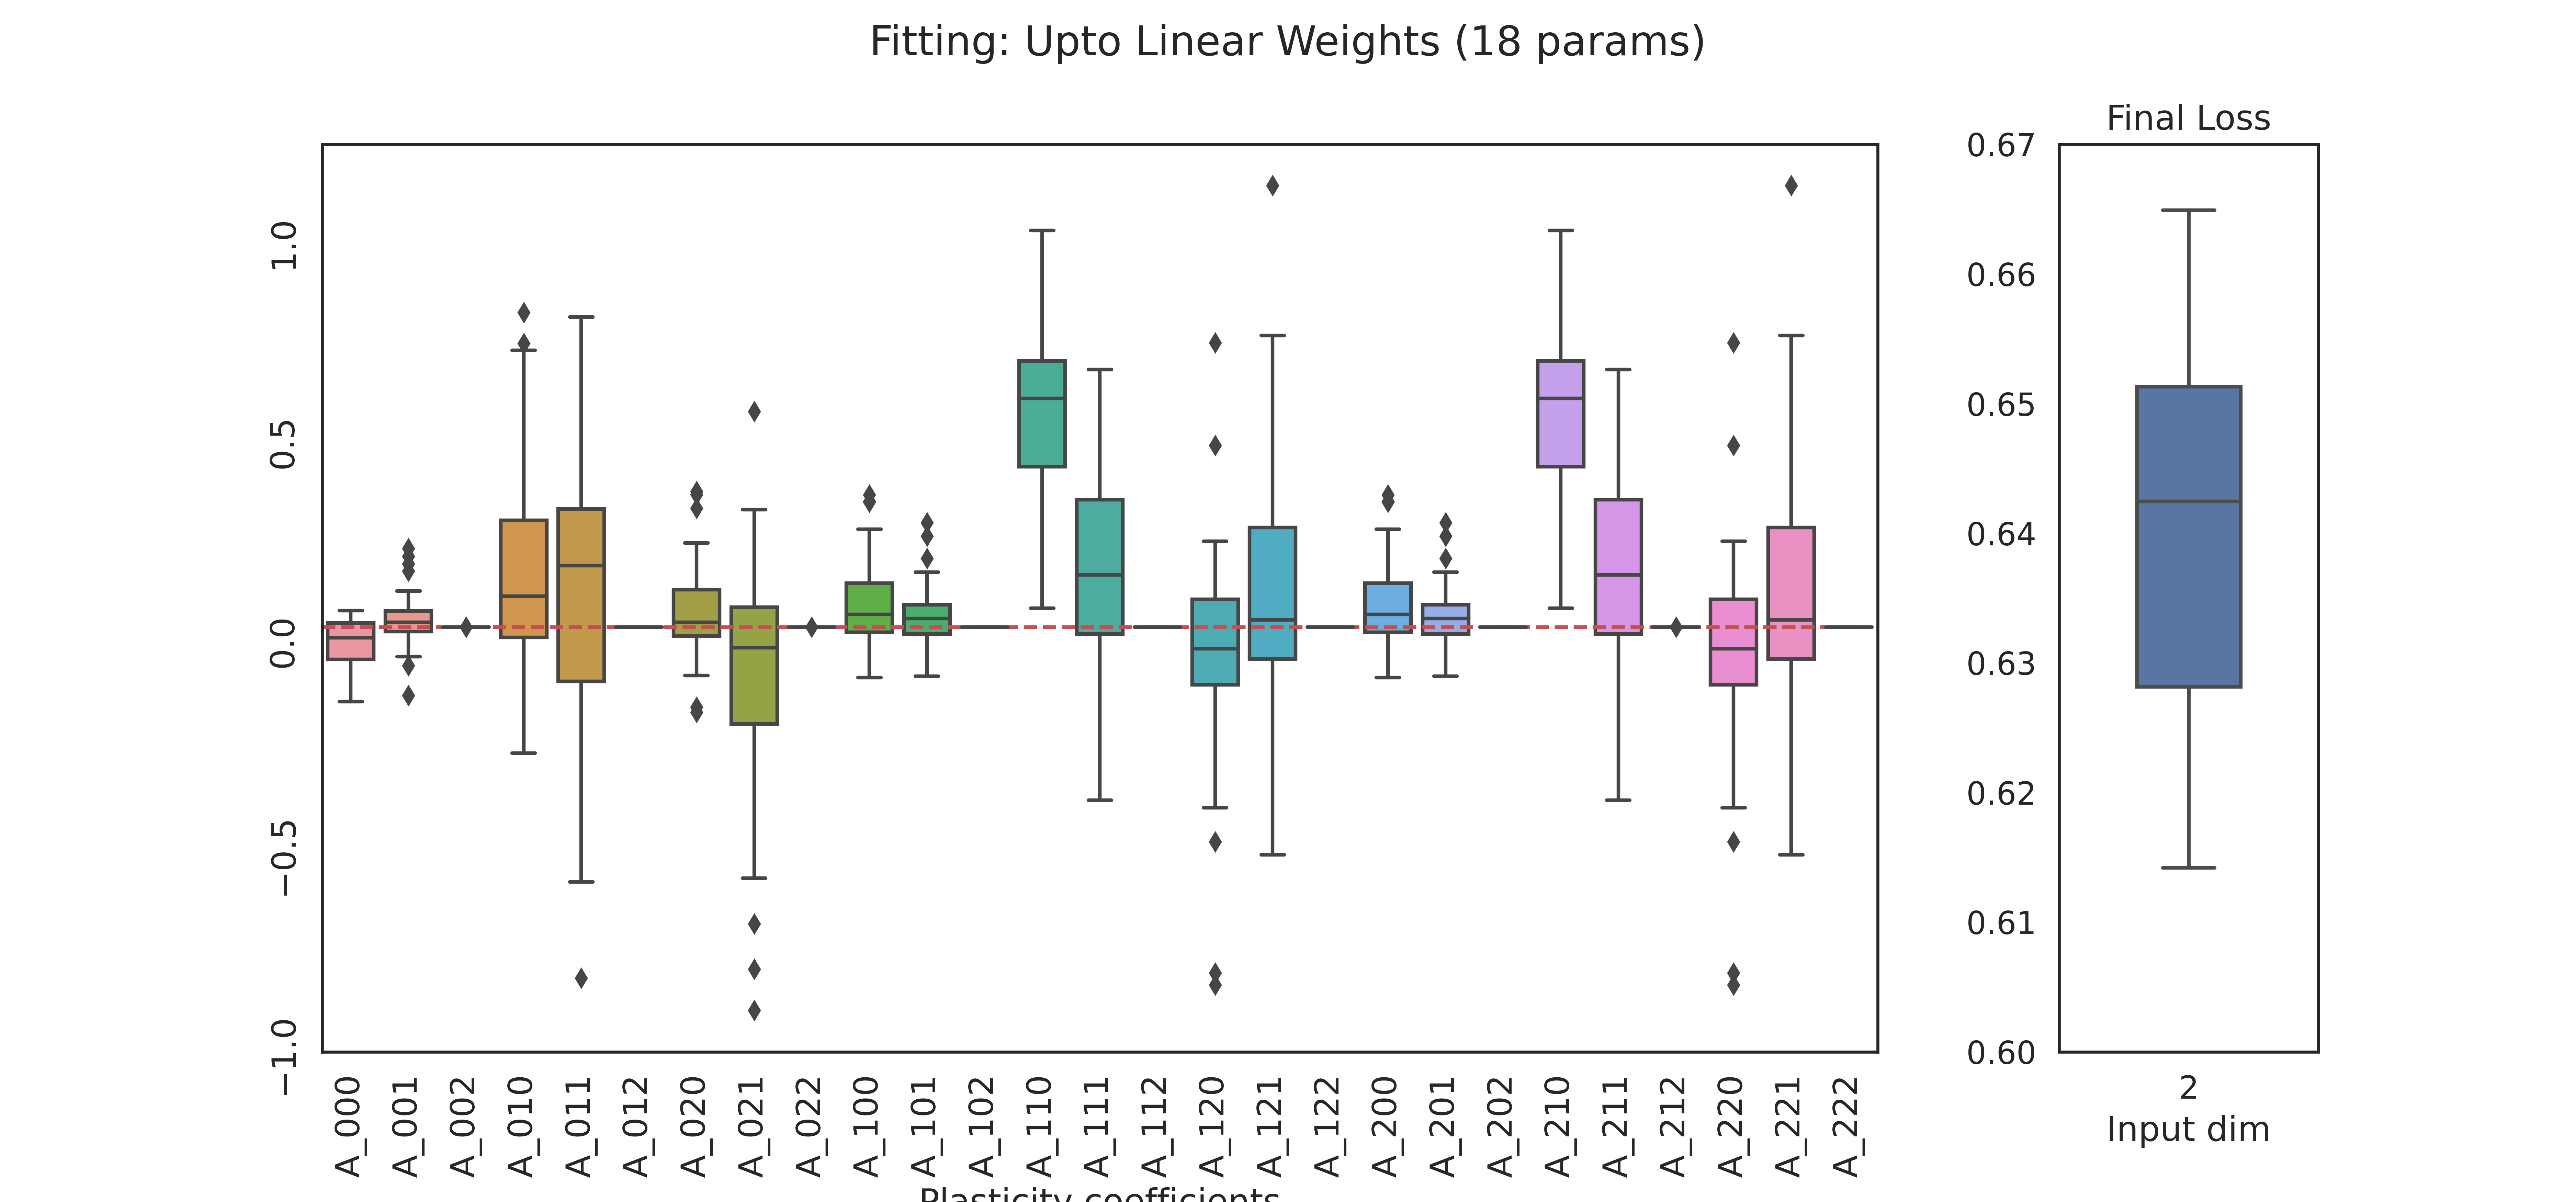 Fitting: Upto Linear Weights (18 params)
1.0
0.5
0.0
−0.5
−1.0
A_000
A_001
A_002
A_010
A_011
A_012
A_020
A_021
A_022
A_100
A_101
A_102
A_110
A_111
A_112
A_120
A_121
A_122
A_200
A_201
A_202
A_210
A_211
A_212
A_220
A_221
A_222
Plasticity coefficients
Final Loss
0.67
0.66
0.65
0.64
0.63
0.62
0.61
0.60
2
Input dim